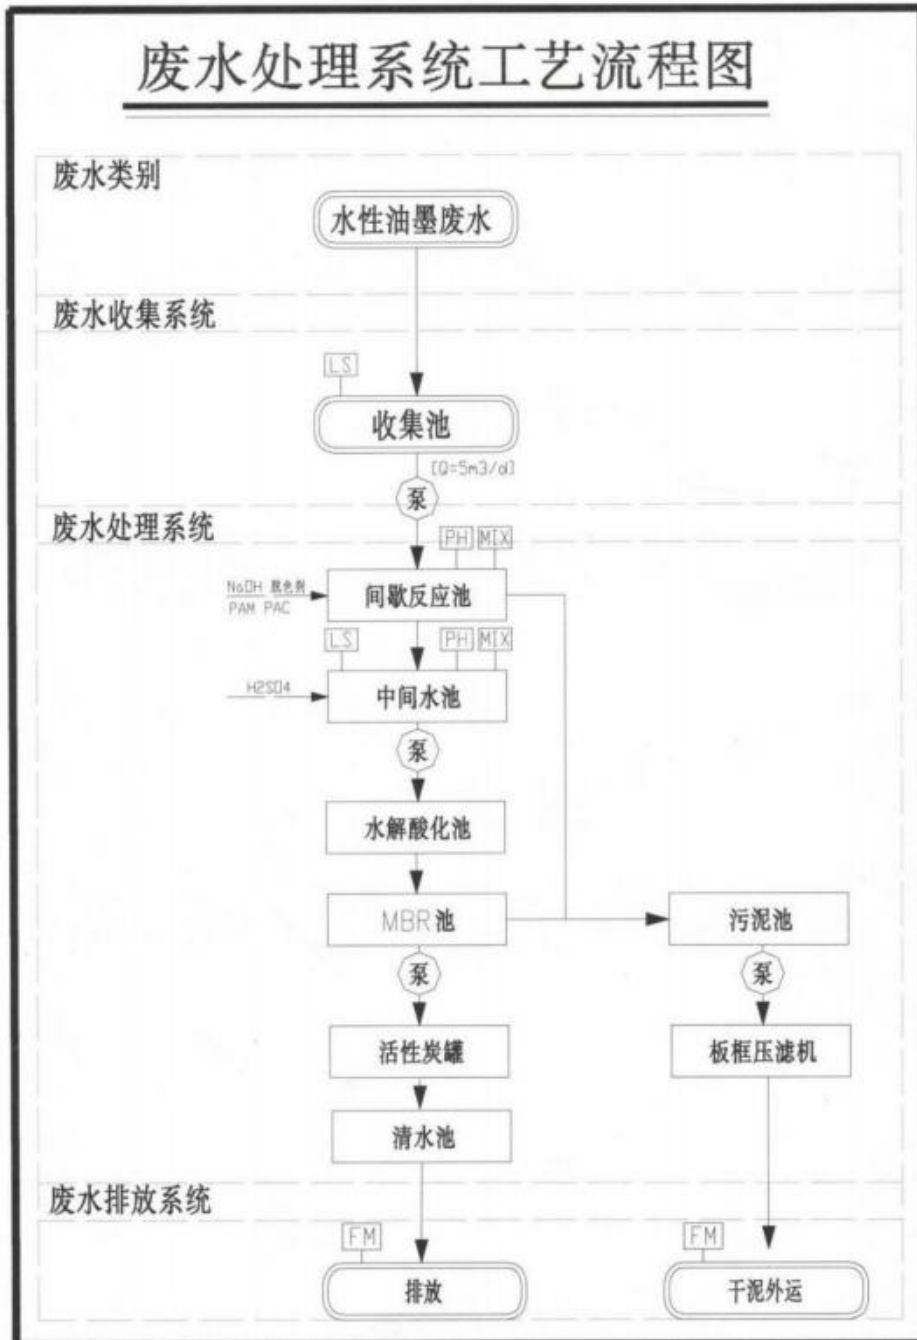 废水处理系统工艺流程图
废水类别
水性油墨废水
废水收集系统
LS
收集池
[Q=5m3/d]
泵
废水处理系统
PH MIX
NaOH 脱色剂
PAM PAC
间歇反应池
LS
PH MIX
H2SO4
中间水池
泵
水解酸化池
MBR 池
污泥池
泵
泵
活性炭罐
板框压滤机
清水池
废水排放系统
FM
FM
排放
干泥外运